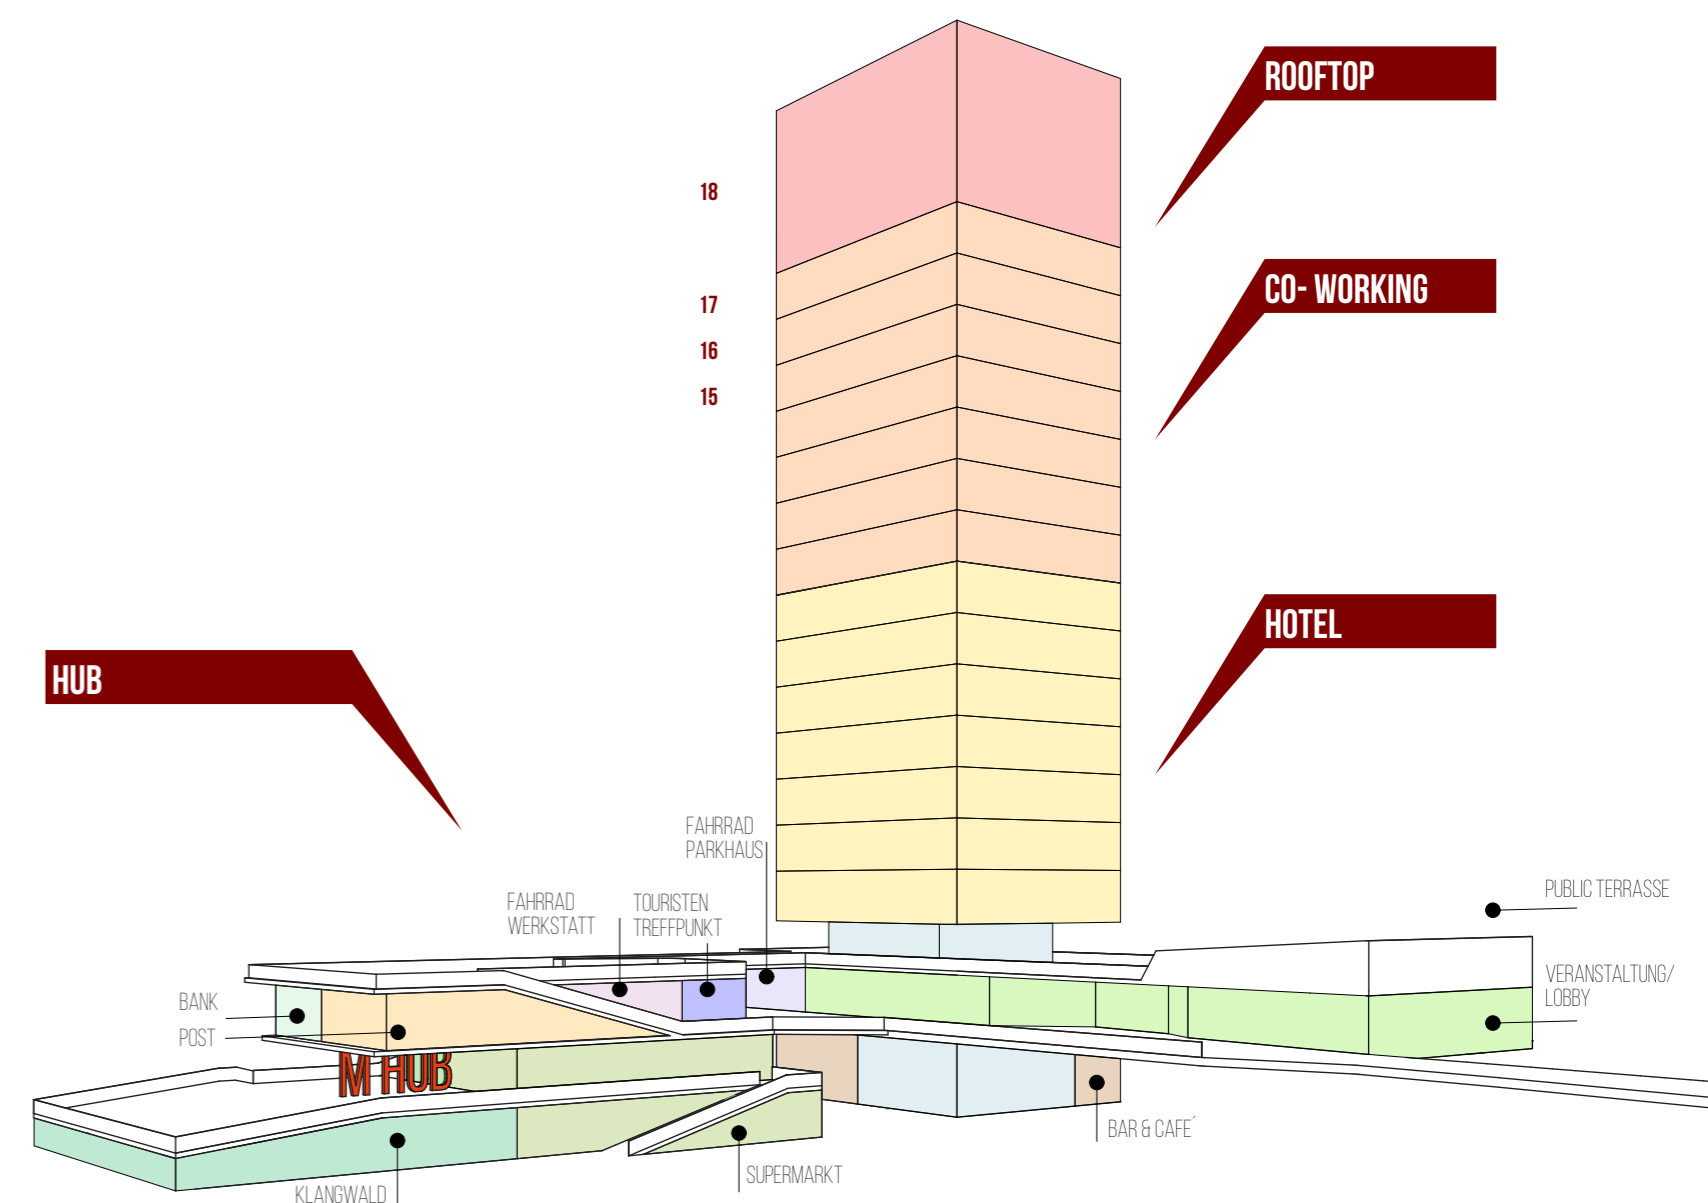 ROOFTOP
18
CO- WORKING
17
16
15
HOTEL
HUB
FAHRRAD
PARKHAUS
FAHRRAD
WERKSTATT
TOURISTEN
TREFFPUNKT
PUBLIC TERRASSE
VERANSTALTUNG/
LOBBY
BANK
POST
M HUB
BAR & CAFE´
SUPERMARKT
KLANGWALD